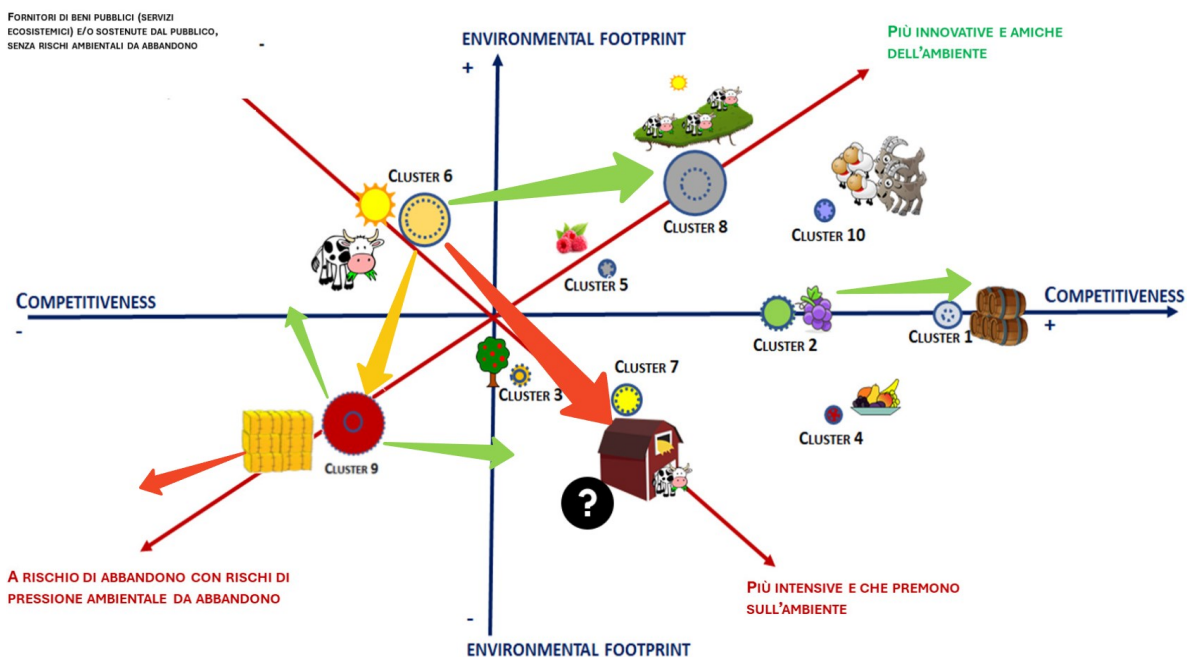 FORNITORI DI BENI PUBBLICI (SERVIZI
ECOSISTEMICI) E/O SOSTENUTE DAL PUBBLICO,
SENZA RISCHI AMBIENTALI DA ABBANDONO
-
ENVIRONMENTAL FOOTPRINT
+
PIÙ INNOVATIVE E AMICHE
DELL'AMBIENTE
CLUSTER 6
CLUSTER 8
CLUSTER 10
CLUSTER 5
COMPETITIVENESS
-
COMPETITIVENESS
+
CLUSTER 2
CLUSTER 1
CLUSTER 7
CLUSTER 3
CLUSTER 4
CLUSTER 9
?
A RISCHIO DI ABBANDONO CON RISCHI DI
PRESSIONE AMBIENTALE DA ABBANDONO
PIÙ INTENSIVE E CHE PREMONO
SULL'AMBIENTE
-
ENVIRONMENTAL FOOTPRINT